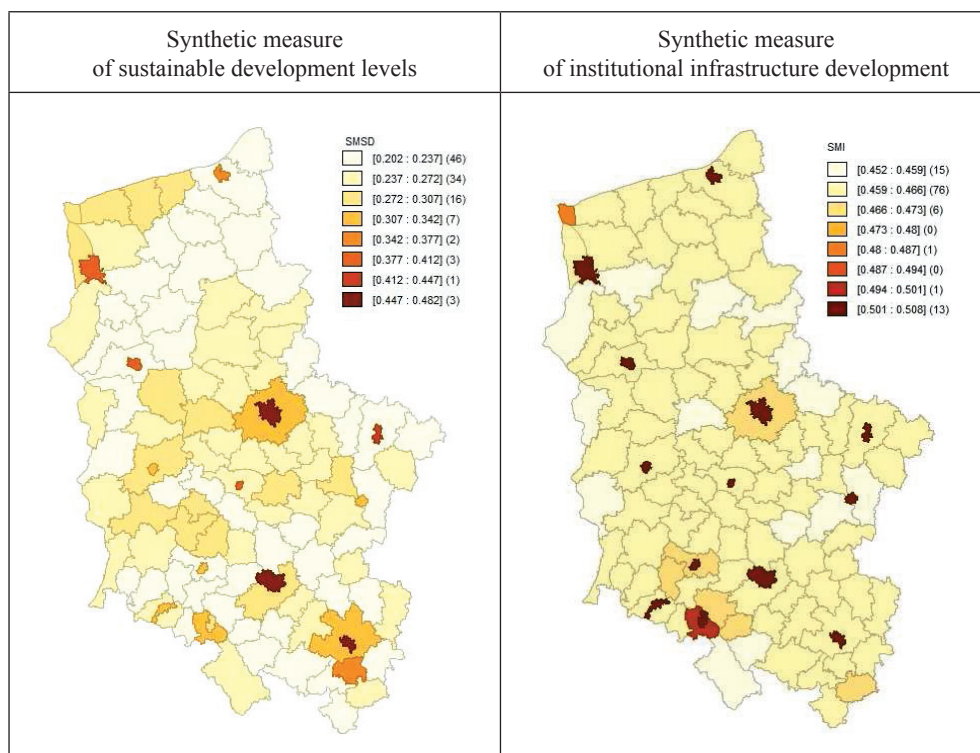 Synthetic measure
of sustainable development levels
Synthetic measure
of institutional infrastructure development
SMSD
[0.202 : 0.237] (46)
[0.237 : 0.272] (34)
[0.272 : 0.307] (16)
[0.307 : 0.342] (7)
[0.342 : 0.377] (2)
[0.377 : 0.412] (3)
[0.412 : 0.447] (1)
[0.447 : 0.482] (3)
SMI
[0.452 : 0.459] (15)
[0.459 : 0.466] (76)
[0.466 : 0.473] (6)
[0.473 : 0.48] (0)
[0.48 : 0.487] (1)
[0.487 : 0.494] (0)
[0.494 : 0.501] (1)
[0.501 : 0.508] (13)